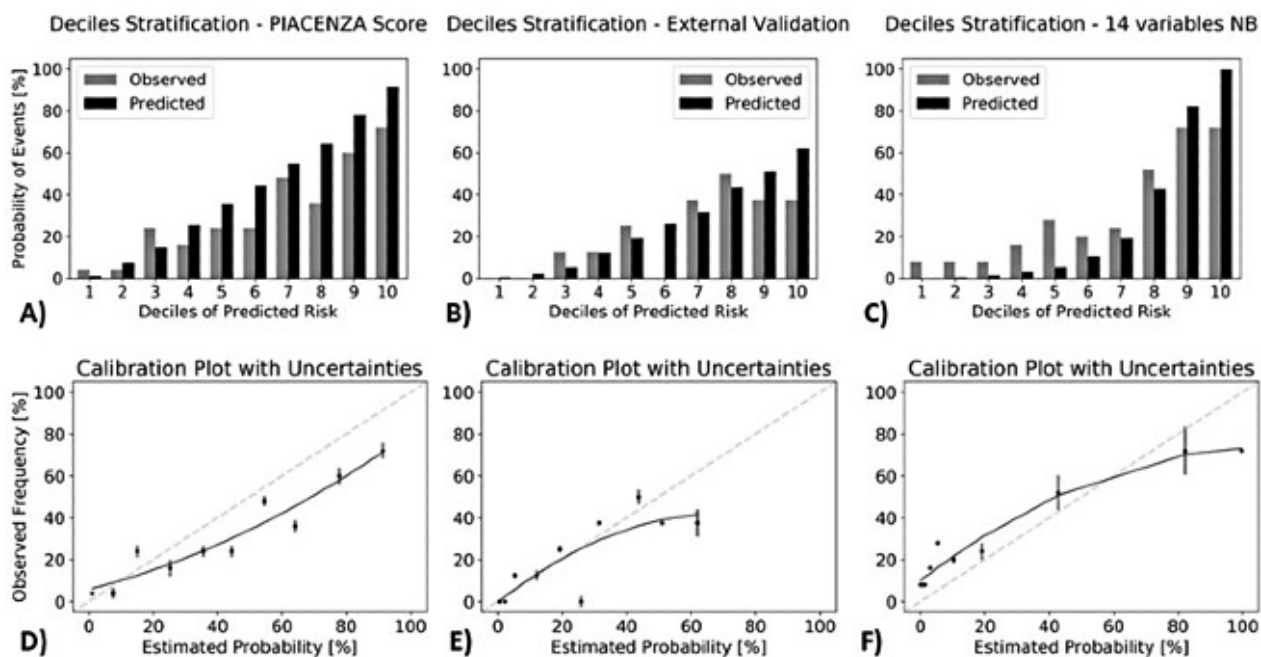 Deciles Stratification - PIACENZA Score
Deciles Stratification - External Validation
Deciles Stratification - 14 variables NB
Probability of Events [%]
100
80
60
40
20
0
Observed
Predicted
1 2 3 4 5 6 7 8 9 10
Deciles of Predicted Risk
A)
100
80
60
40
20
0
Observed
Predicted
1 2 3 4 5 6 7 8 9 10
Deciles of Predicted Risk
B)
100
80
60
40
20
0
Observed
Predicted
1 2 3 4 5 6 7 8 9 10
Deciles of Predicted Risk
C)
Calibration Plot with Uncertainties
Observed Frequency [%]
100
80
60
40
20
0
0 20 40 60 80 100
Estimated Probability [%]
D)
Calibration Plot with Uncertainties
100
80
60
40
20
0
0 20 40 60 80 100
Estimated Probability [%]
E)
Calibration Plot with Uncertainties
100
80
60
40
20
0
0 20 40 60 80 100
Estimated Probability [%]
F)